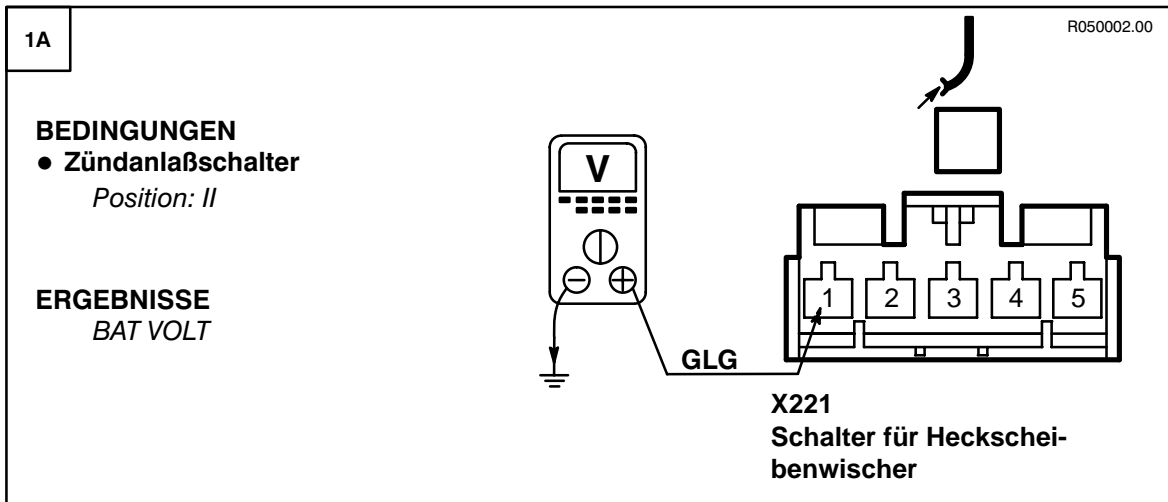 1A
R050002.00
BEDINGUNGEN
● Zündanlaßschalter
Position: II
ERGEBNISSE
BAT VOLT
V
GLG
1 2 3 4 5
X221
Schalter für Heckschei-
benwischer